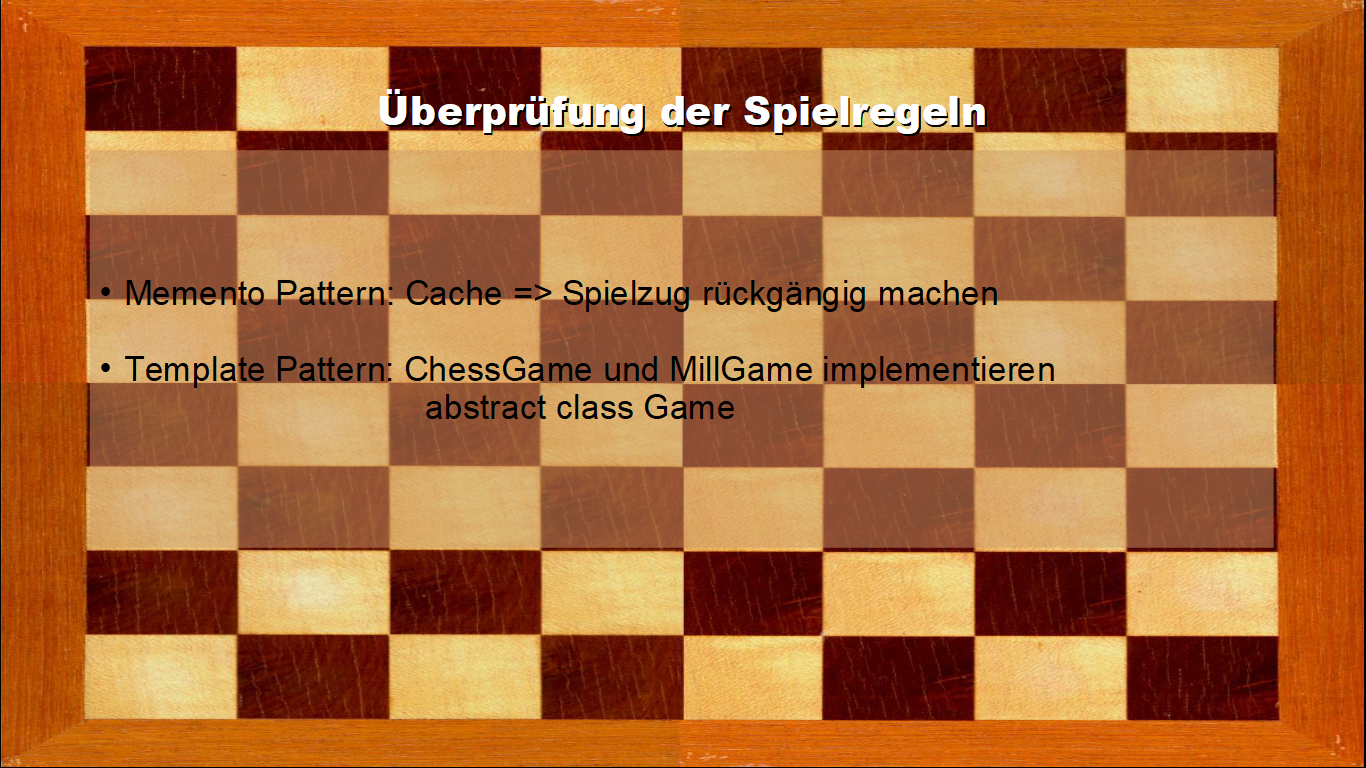 Überprüfung der Spielregeln
• Memento Pattern: Cache => Spielzug rückgängig machen
• Template Pattern: ChessGame und MillGame implementieren
abstract class Game